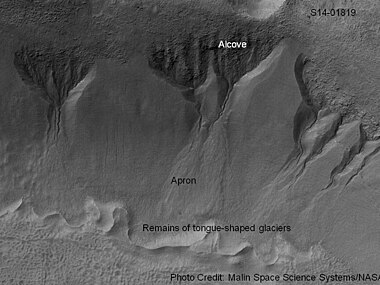 S14-01819
Alcove
Apron
Remains of tongue-shaped glaciers
Photo Credit: Malin Space Science Systems/NASA